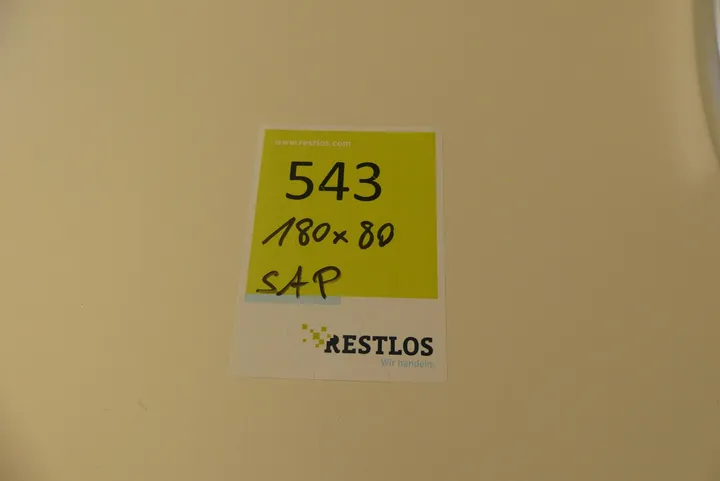 www.restlos.com
543
180x80
SAP
RESTLOS
Wir handeln.